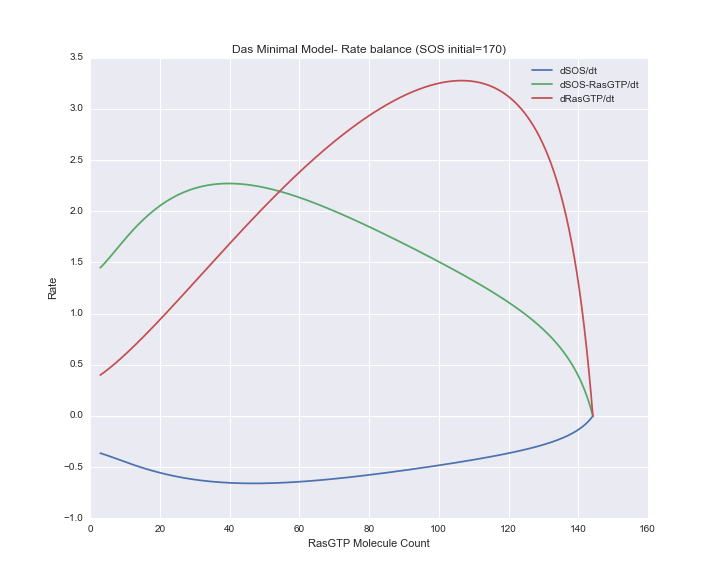 Das Minimal Model- Rate balance (SOS initial=170)
3.5
3.0
2.5
2.0
1.5
1.0
0.5
0.0
−0.5
−1.0
Rate
dSOS/dt
dSOS-RasGTP/dt
dRasGTP/dt
0 20 40 60 80 100 120 140 160
RasGTP Molecule Count